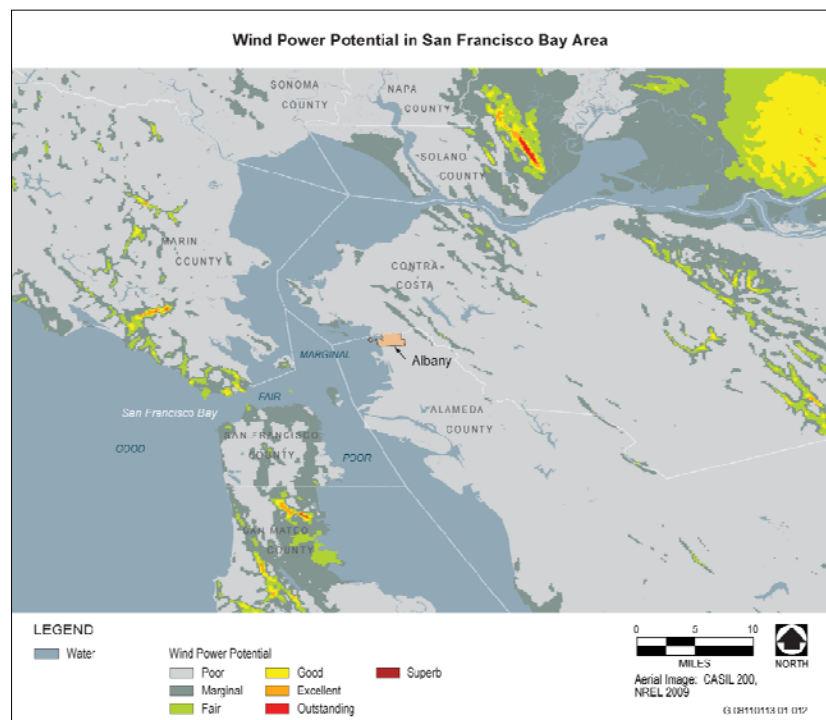 Wind Power Potential in San Francisco Bay Area
SONOMA
COUNTY
NAPA
COUNTY
SOLANO
COUNTY
MARIN
COUNTY
CONTRA
COSTA
MARGINAL
Albany
FAIR
San Francisco Bay
ALAMEDA
COUNTY
GOOD
SAN FRANCISCO
COUNTY
POOR
SAN MATEO
COUNTY
LEGEND
Water
Wind Power Potential
Poor
Marginal
Fair
Good
Excellent
Outstanding
Superb
0 5 10
MILES
NORTH
Aerial Image: CASIL 200,
NREL 2009
G 08110113 01 012